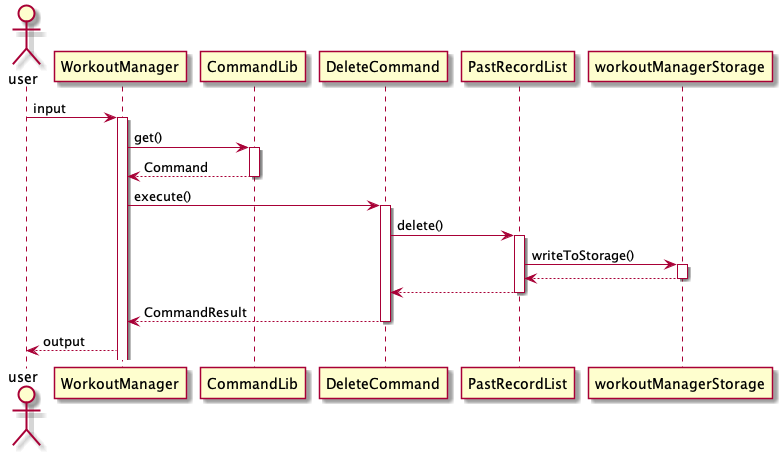 user
WorkoutManager
CommandLib
DeleteCommand
PastRecordList
workoutManagerStorage
input
get()
Command
execute()
delete()
writeToStorage()
CommandResult
output
user
WorkoutManager
CommandLib
DeleteCommand
PastRecordList
workoutManagerStorage